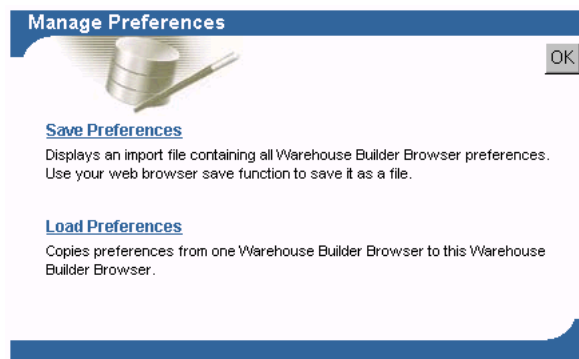 Manage Preferences
OK
Save Preferences
Displays an import file containing all Warehouse Builder Browser preferences.
Use your web browser save function to save it as a file.
Load Preferences
Copies preferences from one Warehouse Builder Browser to this Warehouse
Builder Browser.